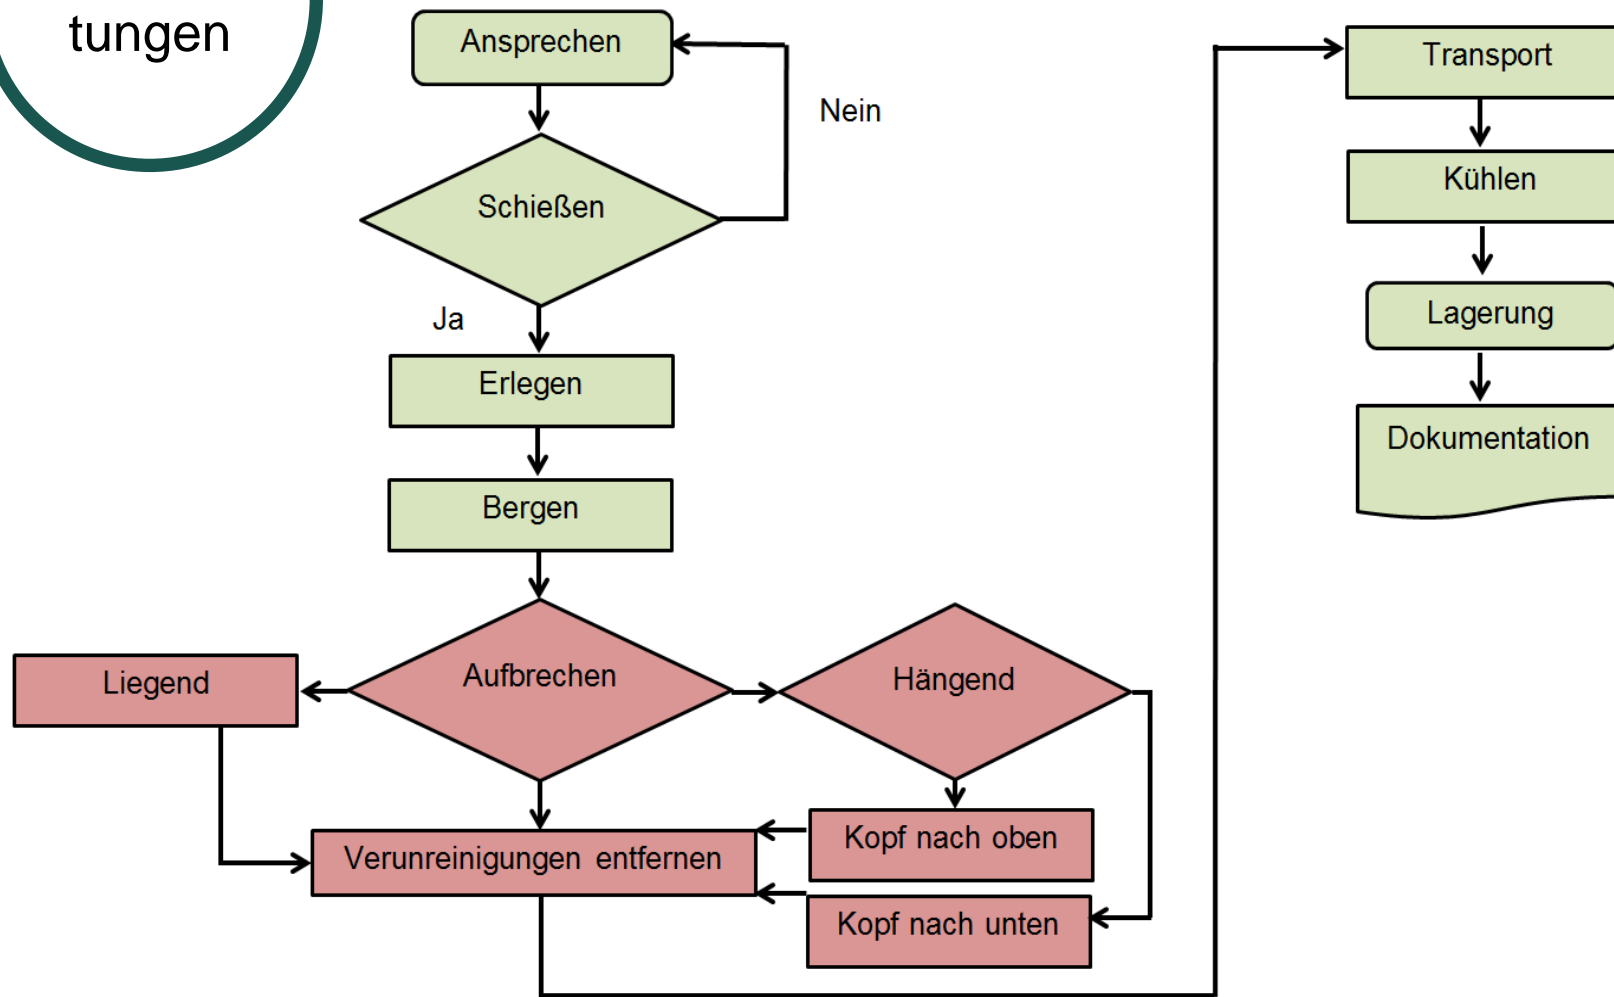 tungen
Ansprechen
Nein
Schießen
Ja
Erlegen
Bergen
Aufbrechen
Liegend
Hängend
Kopf nach oben
Verunreinigungen entfernen
Kopf nach unten
Transport
Kühlen
Lagerung
Dokumentation